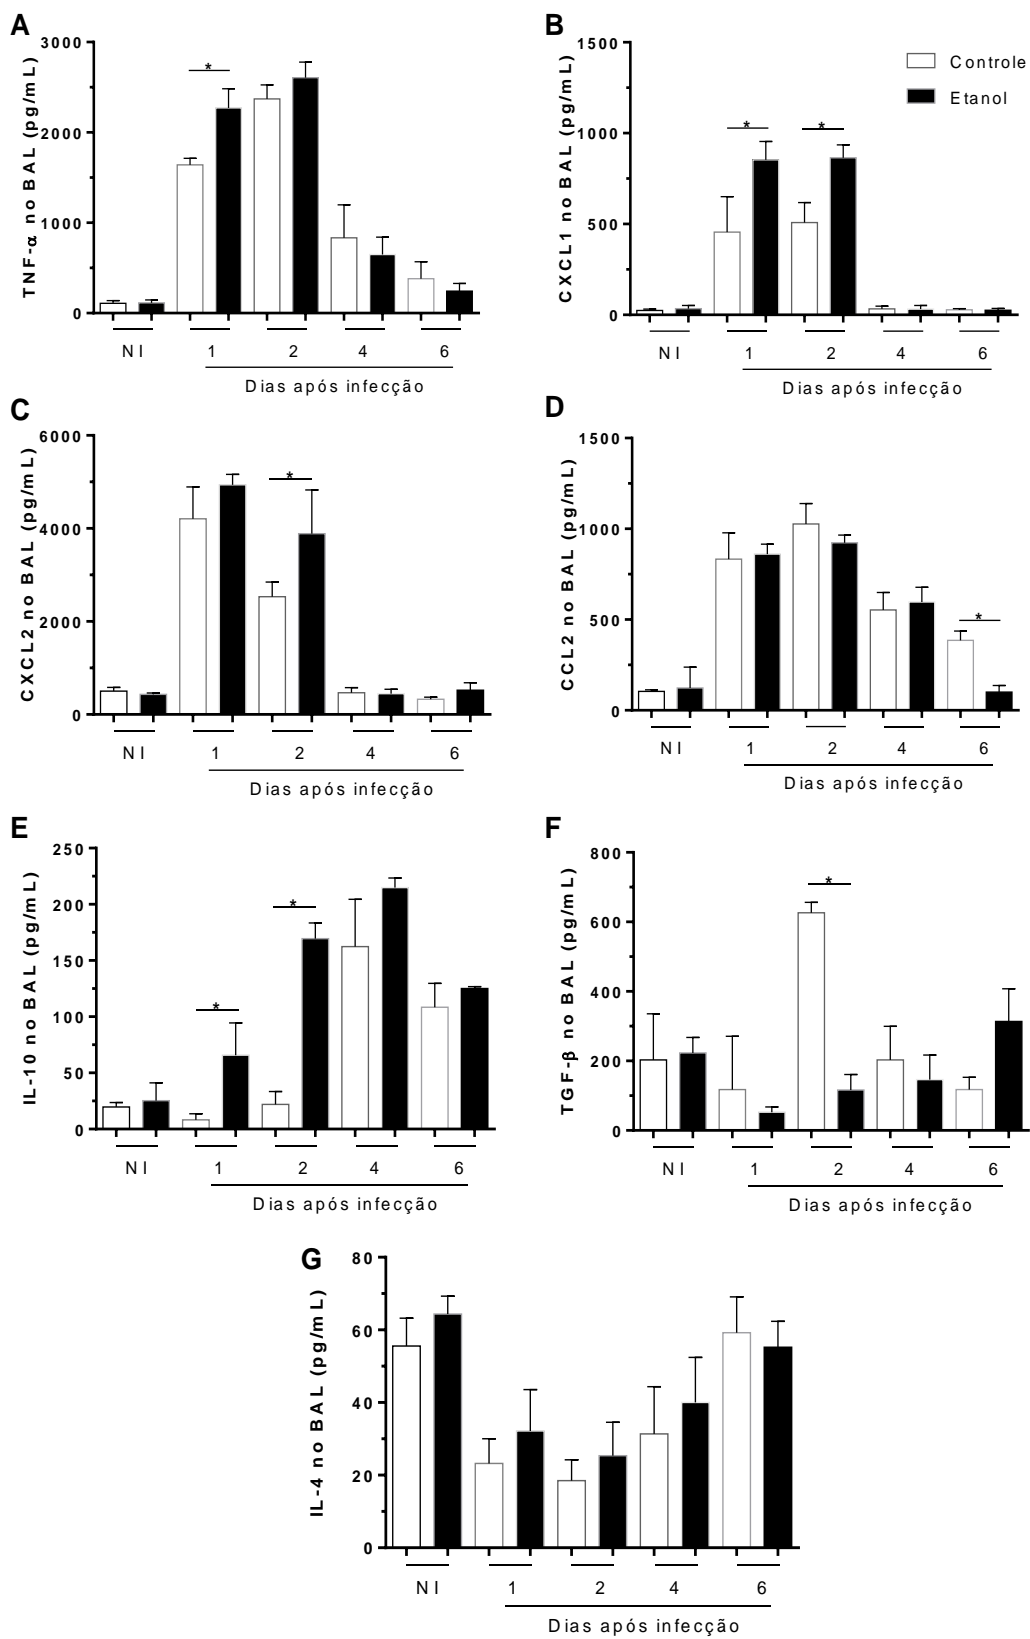 A
TNF-α no BAL (pg/mL)
3000
2000
1000
0
*
NI 1 2 4 6
Dias após infecção
B
CXCL1 no BAL (pg/mL)
1500
1000
500
0
* *
Controle
Etanol
NI 1 2 4 6
Dias após infecção
C
CXCL2 no BAL (pg/mL)
6000
4000
2000
0
*
NI 1 2 4 6
Dias após infecção
D
CCL2 no BAL (pg/mL)
1500
1000
500
0
*
NI 1 2 4 6
Dias após infecção
E
IL-10 no BAL (pg/mL)
250
200
150
100
50
0
* *
NI 1 2 4 6
Dias após infecção
F
TGF-β no BAL (pg/mL)
800
600
400
200
0
*
NI 1 2 4 6
Dias após infecção
G
IL-4 no BAL (pg/mL)
80
60
40
20
0
NI 1 2 4 6
Dias após infecção